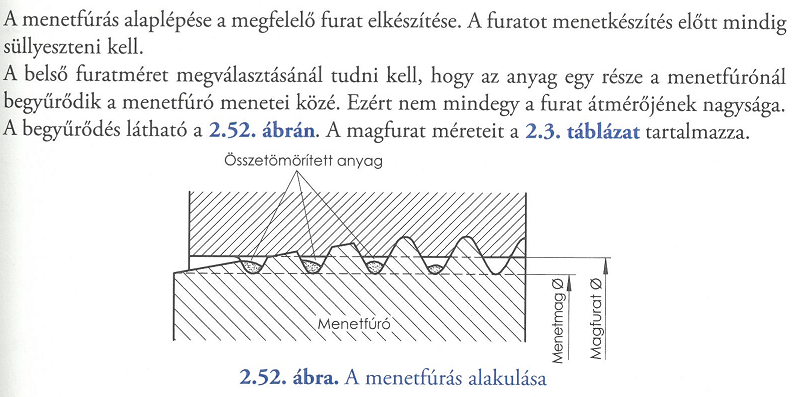 A menetfúrás alaplépése a megfelelő furat elkészítése. A furatot menetkészítés előtt mindig
süllyeszteni kell.
A belső furatméret megválasztásánál tudni kell, hogy az anyag egy része a menetfúrónál
begyűrődik a menetfúró menetei közé. Ezért nem mindegy a furat átmérőjének nagysága.
A begyűrődés látható a 2.52. ábrán. A magfurat méreteit a 2.3. táblázat tartalmazza.
Összetömörített anyag
Menetfúró
Menetmag Ø
Magfurat Ø
2.52. ábra. A menetfúrás alakulása